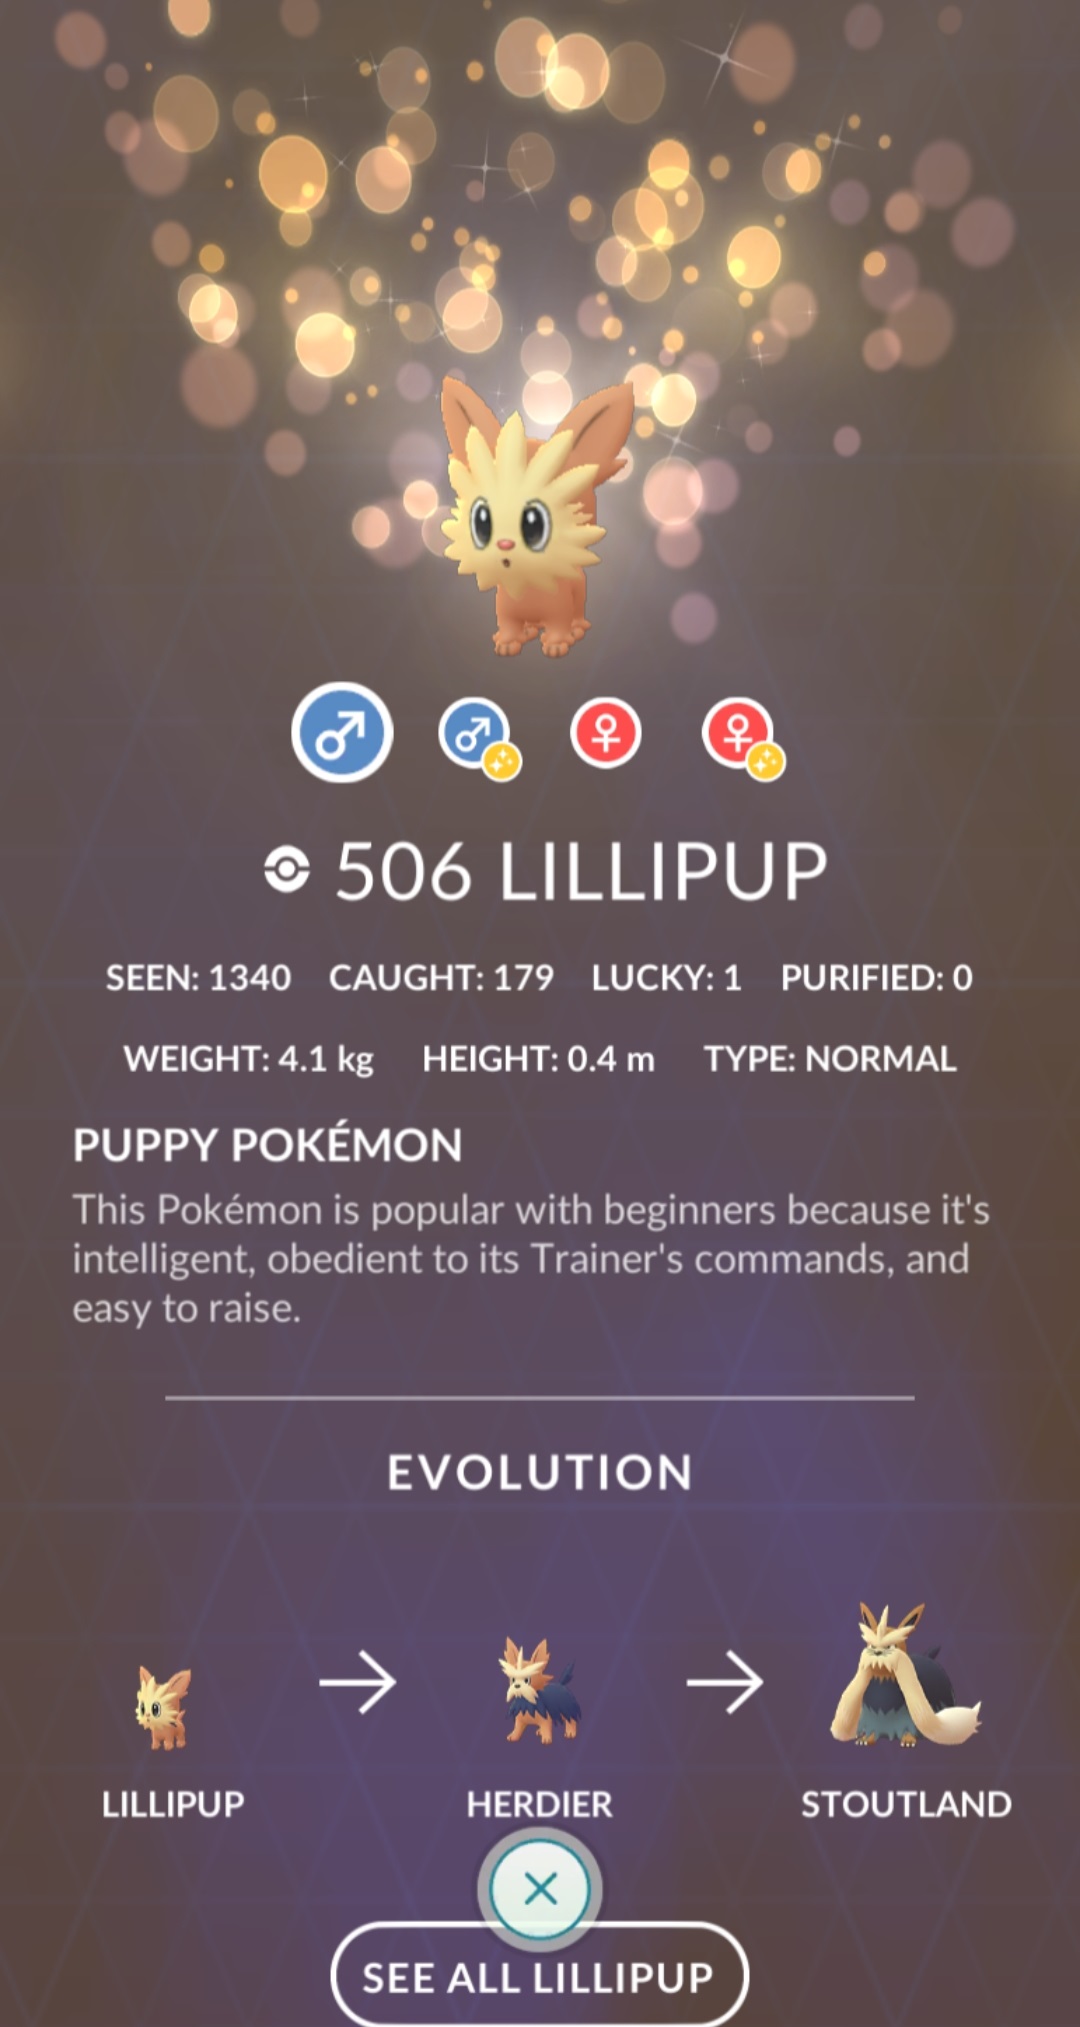 506 LILLIPUP
SEEN: 1340 CAUGHT: 179 LUCKY: 1 PURIFIED: 0
WEIGHT: 4.1 kg HEIGHT: 0.4 m TYPE: NORMAL
PUPPY POKÉMON
This Pokémon is popular with beginners because it's
intelligent, obedient to its Trainer's commands, and
easy to raise.
EVOLUTION
LILLIPUP HERDIER STOUTLAND
SEE ALL LILLIPUP